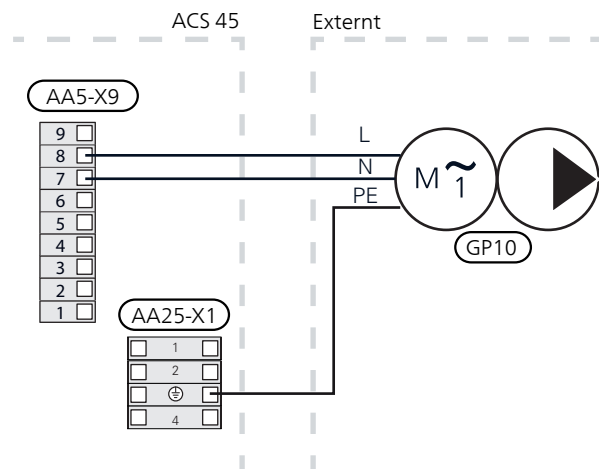 ACS 45
Externt
AA5-X9
9
8
7
6
5
4
3
2
1
L
N
PE
M 1
GP10
AA25-X1
1
2
4